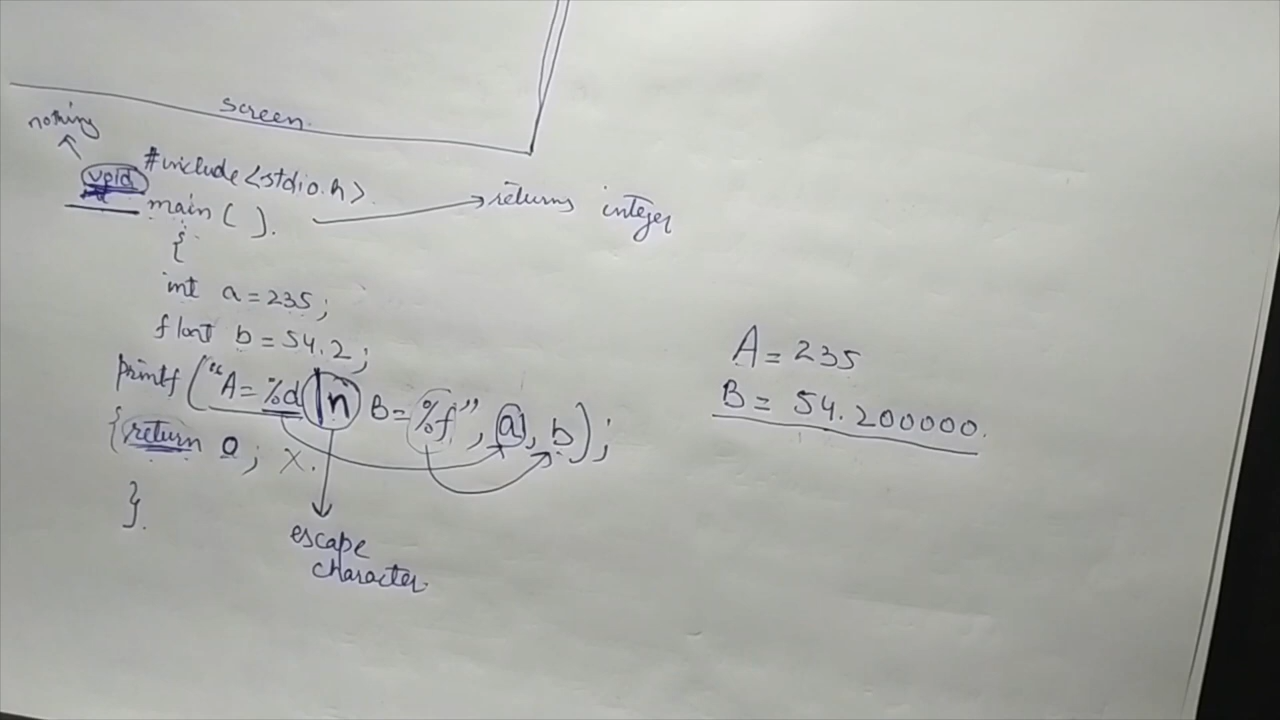 screen.
nothing
void
#include<stdio.h>.
main ( ).
returns integer
{
int a = 235;
float b = 54.2;
printf ("A= %d \n B= %f", a, b);
{return 0; X.
}.
escape
character.
A = 235
B = 54.200000.